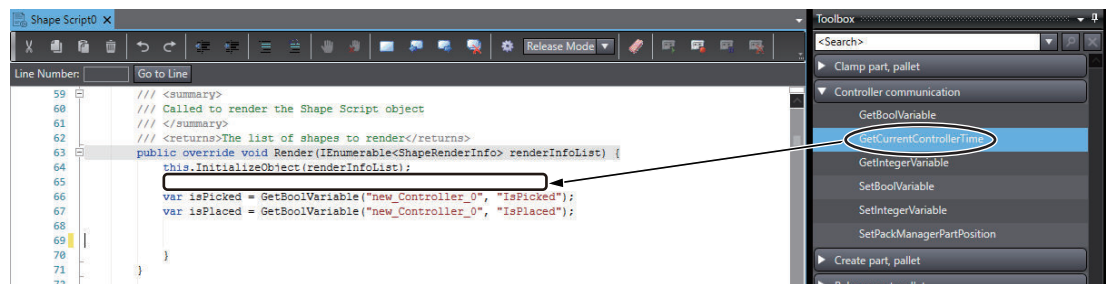 Shape Script0
Release Mode
Line Number:
Go to Line
59 /// <summary>
60 /// Called to render the Shape Script object
61 /// </summary>
62 /// <returns>The list of shapes to render</returns>
63 public override void Render(IEnumerable<ShapeRenderInfo> renderInfoList) {
64 this.InitializeObject(renderInfoList);
65
66 var isPicked = GetBoolVariable("new_Controller_0", "IsPicked");
67 var isPlaced = GetBoolVariable("new_Controller_0", "IsPlaced");
68
69
70 }
71 }
Toolbox
<Search>
Clamp part, pallet
Controller communication
GetBoolVariable
GetCurrentControllerTime
GetIntegerVariable
SetBoolVariable
SetIntegerVariable
SetPackManagerPartPosition
Create part, pallet